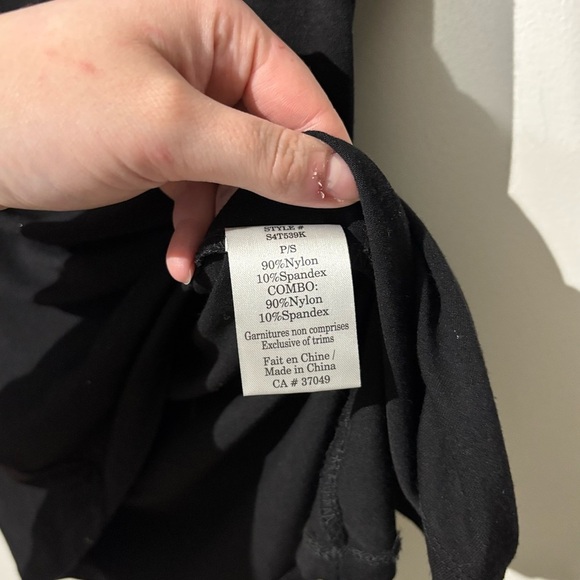 STYLE #
S4T539K
P/S
90%Nylon
10%Spandex
COMBO:
90%Nylon
10%Spandex
Garnitures non comprises
Exclusive of trims
Fait en Chine /
Made in China
CA # 37049